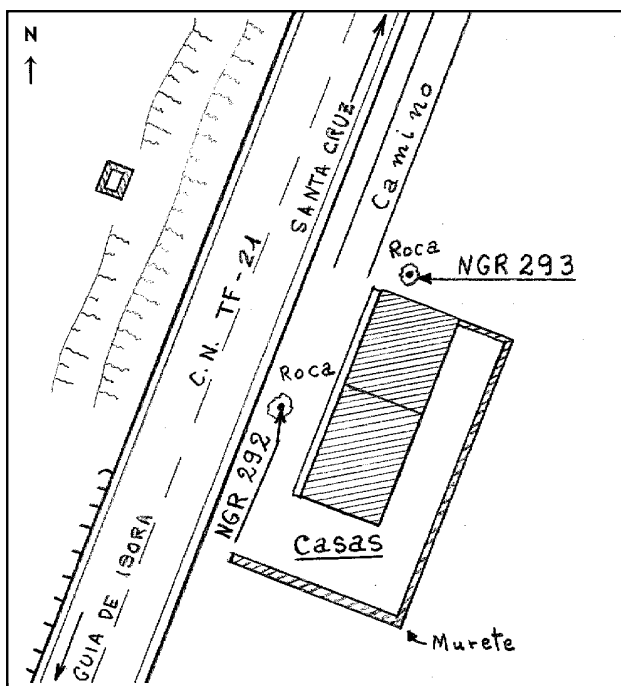 N
SANTA CRUZ
Camino
Roca
NGR 293
C.N. TF-21
Roca
NGR 292
Casas
GUIA DE ISORA
Murete